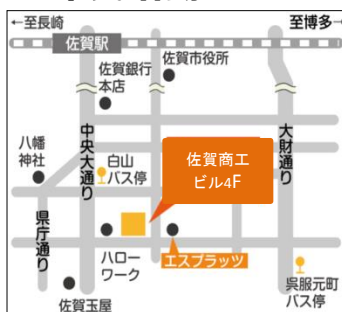 ←至長崎
至博多→
佐賀駅
佐賀銀行
本店
佐賀市役所
八幡
神社
中央大通り
白山
バス停
佐賀商工
ビル4F
大財通り
県庁通り
ハロー
ワーク
エスプラッツ
佐賀玉屋
呉服元町
バス停